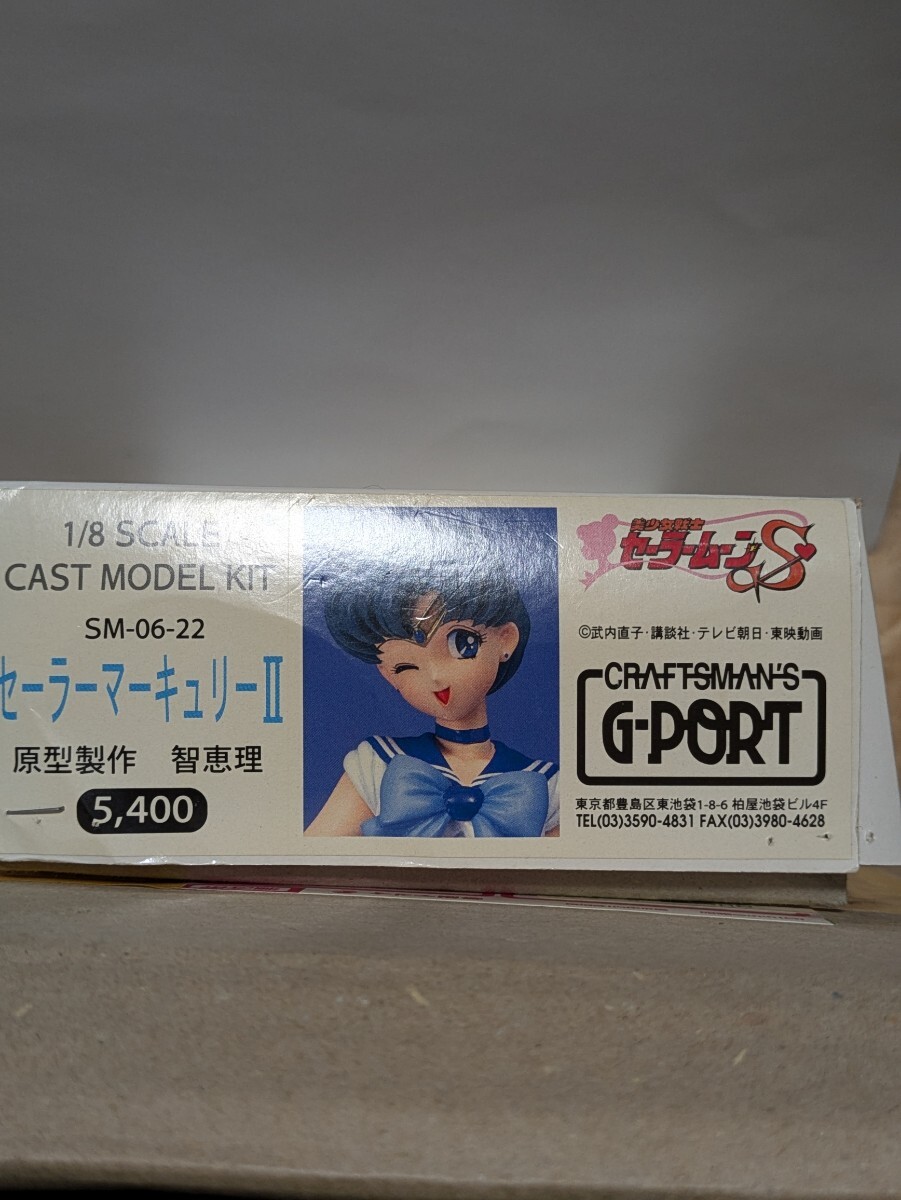 1/8 SCALE
CAST MODEL KIT
SM-06-22
セーラーマーキュリーII
原型製作 智恵理
5,400
美少女戦士
セーラームーンS
©武内直子・講談社・テレビ朝日・東映動画
CRAFTSMAN'S
G-PORT
東京都豊島区東池袋1-8-6 柏屋池袋ビル4F
TEL(03)3590-4831 FAX(03)3980-4628